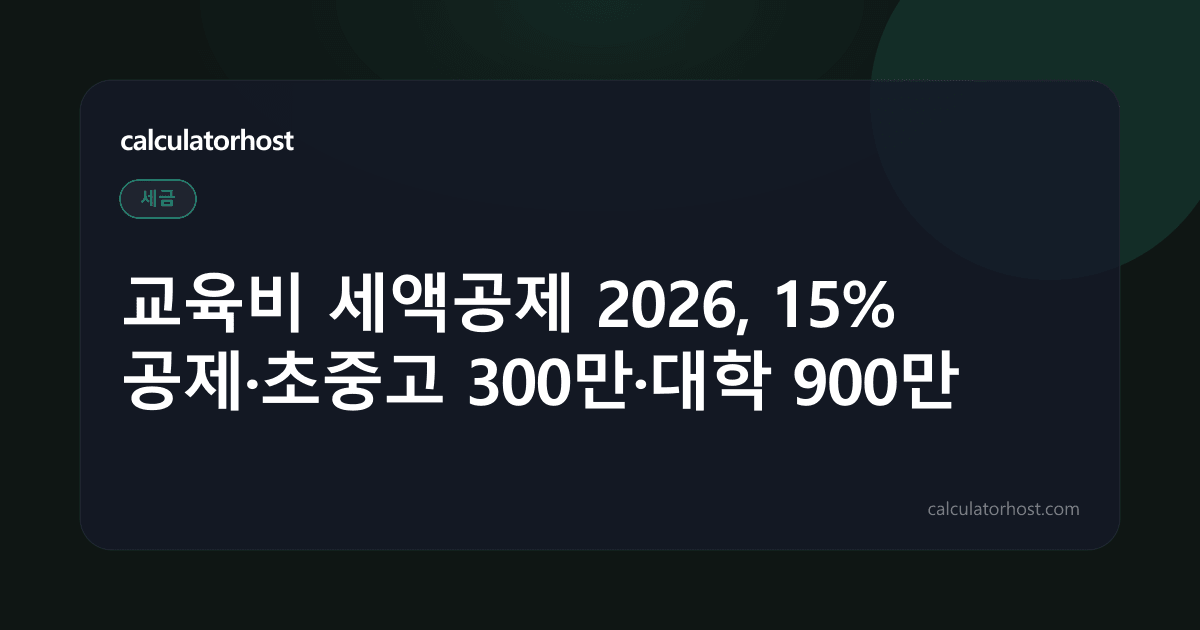 calculatorhost
세금
교육비 세액공제 2026, 15%
공제·초중고 300만·대학 900만
calculatorhost.com